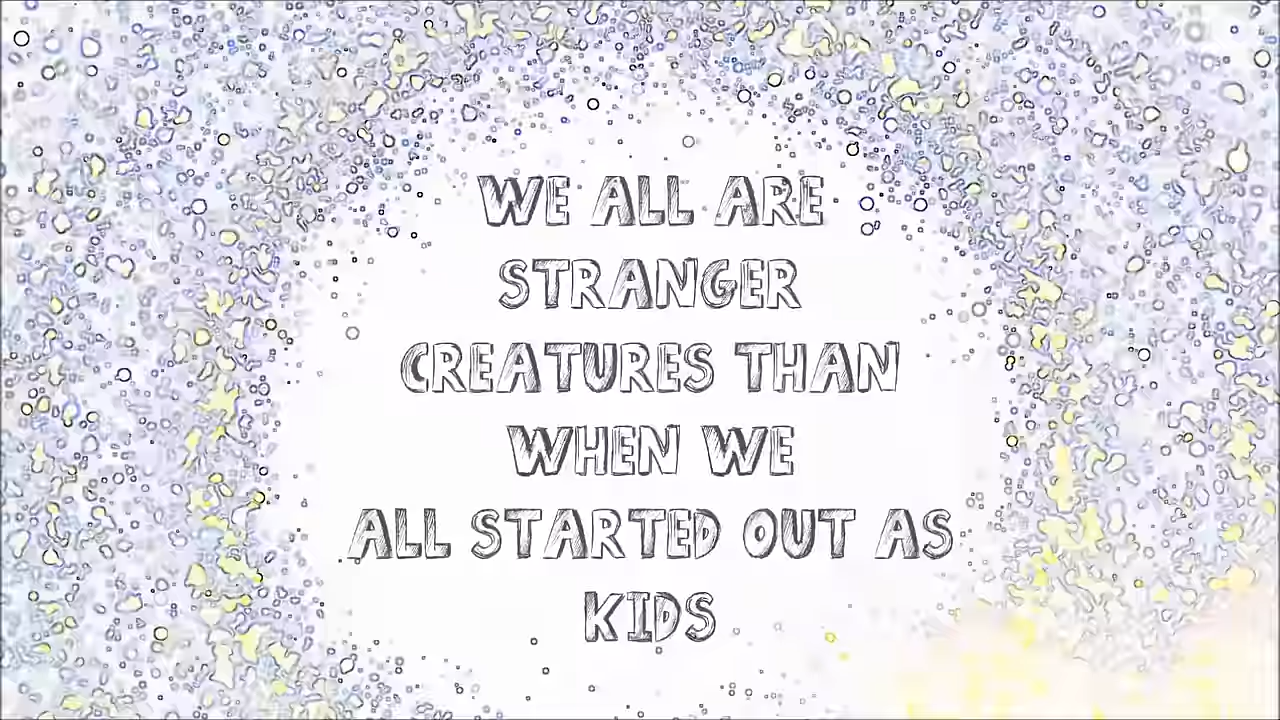 WE ALL ARE
STRANGER
CREATURES THAN
WHEN WE
ALL STARTED OUT AS
KIDS